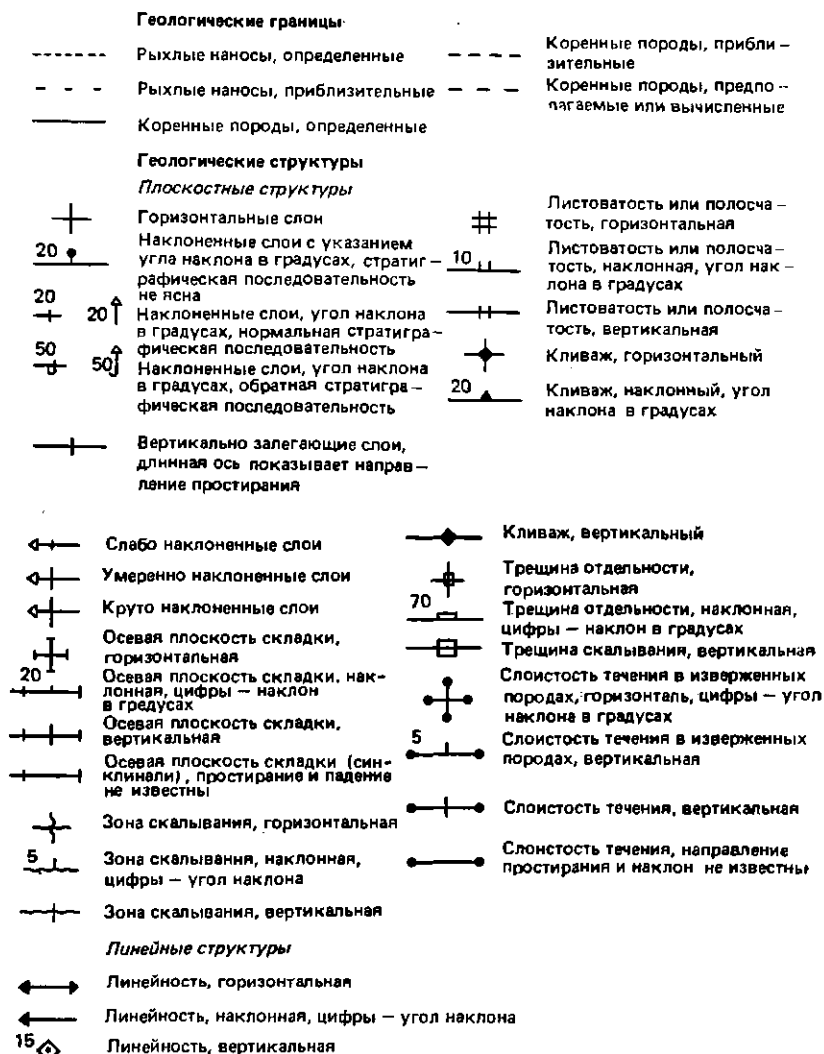 Геологические границы
Рыхлые наносы, определенные
Рыхлые наносы, приблизительные
Коренные породы, определенные
Коренные породы, прибли –
зительные
Коренные породы, предпо –
лагаемые или вычисленные
Геологические структуры
Плоскостные структуры
Горизонтальные слои
20
Наклоненные слои с указанием
угла наклона в градусах, стратиг –
рафическая последовательность
не ясна
20
20
Наклоненные слои, угол наклона
в градусах, нормальная стратигра –
фическая последовательность
50
50
Наклоненные слои, угол наклона
в градусах, обратная стратигра –
фическая последовательность
Вертикально залегающие слои,
длинная ось показывает направ –
ление простирания
Листоватость или полосча –
тость, горизонтальная
10
Листоватость или полосча –
тость, наклонная, угол нак –
лона в градусах
Листоватость или полосча –
тость, вертикальная
Кливаж, горизонтальный
20
Кливаж, наклонный, угол
наклона в градусах
Слабо наклоненные слои
Умеренно наклоненные слои
Круто наклоненные слои
Осевая плоскость складки,
горизонтальная
20
Осевая плоскость складки, нак –
лонная, цифры – наклон
в гредусах
Осевая плоскость складки,
вертикальная
Осевая плоскость складки (син –
клинали), простирание и падение
не известны
Зона скалывания, горизонтальная
5
Зона скалывания, наклонная,
цифры – угол наклона
Зона скалывания, вертикальная
Кливаж, вертикальный
Трещина отдельности,
горизонтальная
70
Трещина отдельности, наклонная,
цифры – наклон в градусах
Трещина скалывания, вертикальная
Слоистость течения в изверженных
породах, горизонталь, цифры – угол
наклона в градусах
5
Слоистость течения в изверженных
породах, вертикальная
Слоистость течения, вертикальная
Слоистость течения, направление
простирания и наклон не известны
Линейные структуры
Линейность, горизонтальная
Линейность, наклонная, цифры – угол наклона
15
Линейность, вертикальная